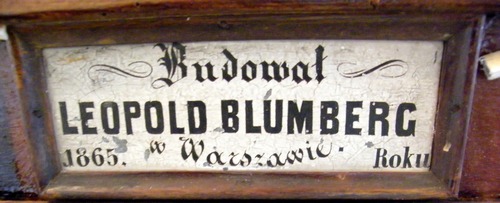 Budował
LEOPOLD BLUMBERG
1865. w Warszawie. Roku